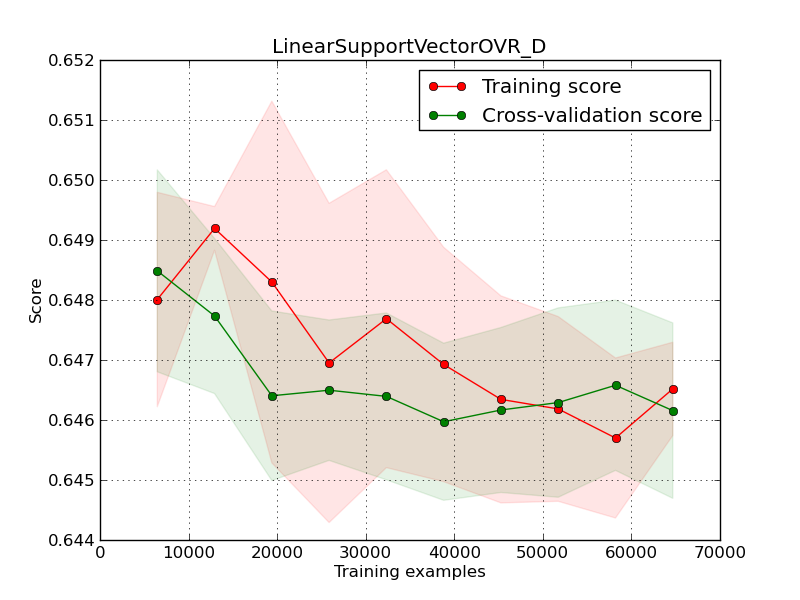 LinearSupportVectorOVR_D
Training score
Cross-validation score
0.652
0.651
0.650
0.649
0.648
0.647
0.646
0.645
0.644
Score
0 10000 20000 30000 40000 50000 60000 70000
Training examples